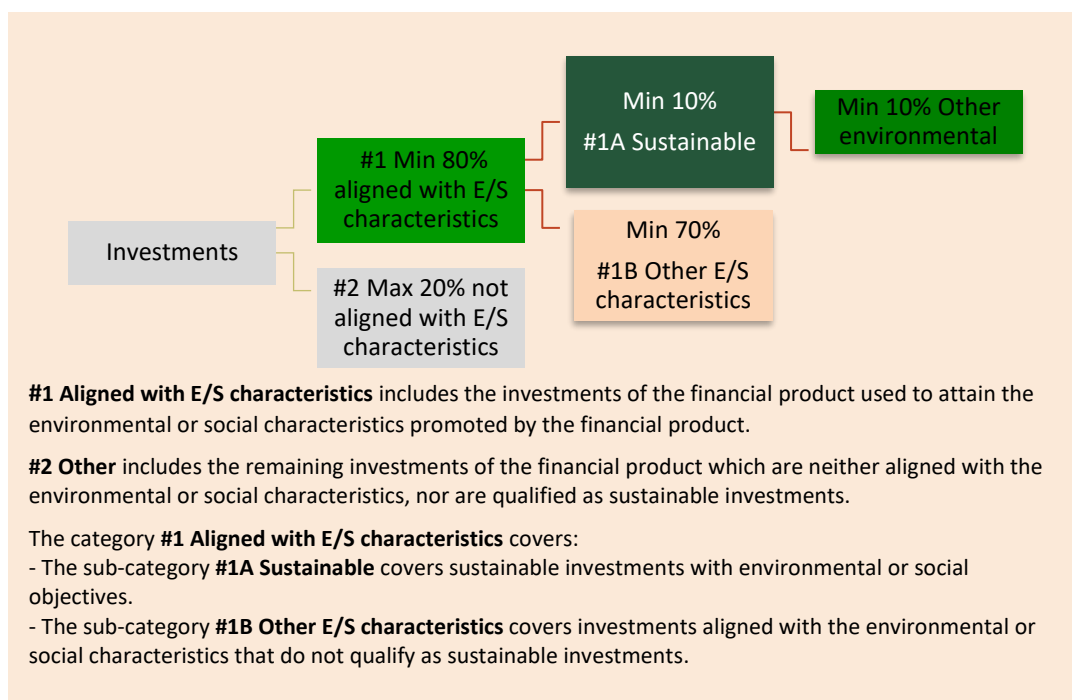 Min 10%
#1A Sustainable
Min 10% Other
environmental
#1 Min 80%
aligned with E/S
characteristics
Min 70%
#1B Other E/S
characteristics
Investments
#2 Max 20% not
aligned with E/S
characteristics
#1 Aligned with E/S characteristics includes the investments of the financial product used to attain the
environmental or social characteristics promoted by the financial product.
#2 Other includes the remaining investments of the financial product which are neither aligned with the
environmental or social characteristics, nor are qualified as sustainable investments.
The category #1 Aligned with E/S characteristics covers:
- The sub-category #1A Sustainable covers sustainable investments with environmental or social
objectives.
- The sub-category #1B Other E/S characteristics covers investments aligned with the environmental or
social characteristics that do not qualify as sustainable investments.